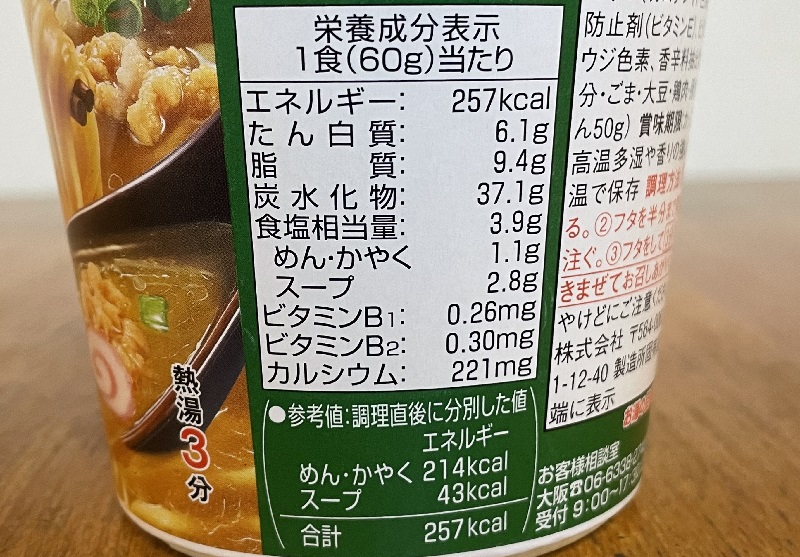 栄養成分表示
1食(60g)当たり
エネルギー: 257kcal
たん白質: 6.1g
脂質: 9.4g
炭水化物: 37.1g
食塩相当量: 3.9g
めん・かやく 1.1g
スープ 2.8g
ビタミンB1: 0.26mg
ビタミンB2: 0.30mg
カルシウム: 221mg
●参考値:調理直後に分別した値
エネルギー
めん・かやく 214kcal
スープ 43kcal
合計 257kcal
熱湯3分
防止剤(ビタミンE)、
ウジ色素、香辛料抽
分・ごま・大豆・鶏肉・
ん50g) 賞味期限
高温多湿や香りの
温で保存 調理方法
る。②フタを半分
注ぐ。③フタをして
きまぜてお召しあが
やけどにご注意くだ
株式会社 〒564-
1-12-40 製造所固
端に表示
お客様相談室
大阪☎06-6338-
受付 9:00~17: